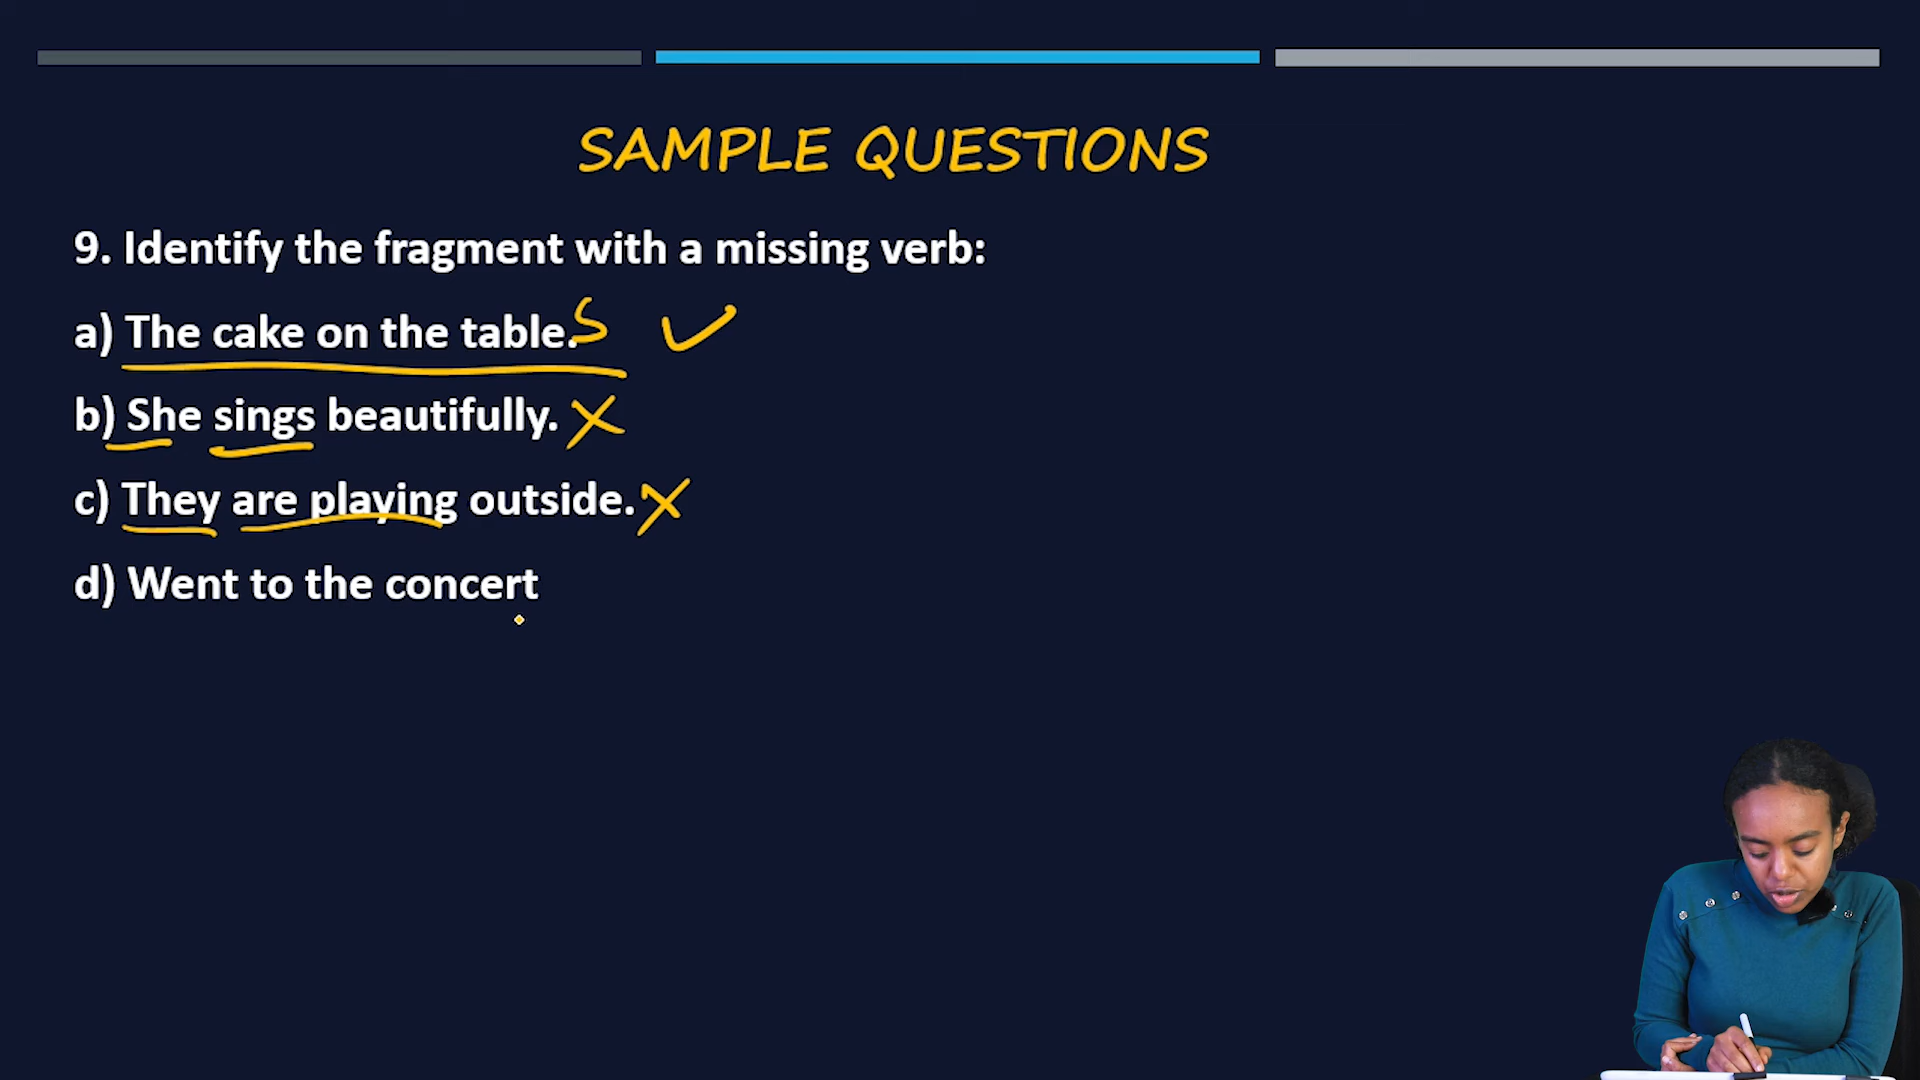 SAMPLE QUESTIONS
9. Identify the fragment with a missing verb:
a) The cake on the table. S
b) She sings beautifully.
c) They are playing outside.
d) Went to the concert